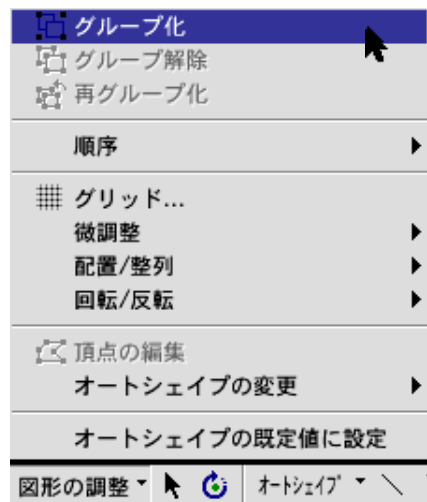 グループ化
グループ解除
再グループ化
順序
グリッド...
微調整
配置/整列
回転/反転
頂点の編集
オートシェイプの変更
オートシェイプの既定値に設定
図形の調整 ｵｰﾄｼｪｲﾌﾟ